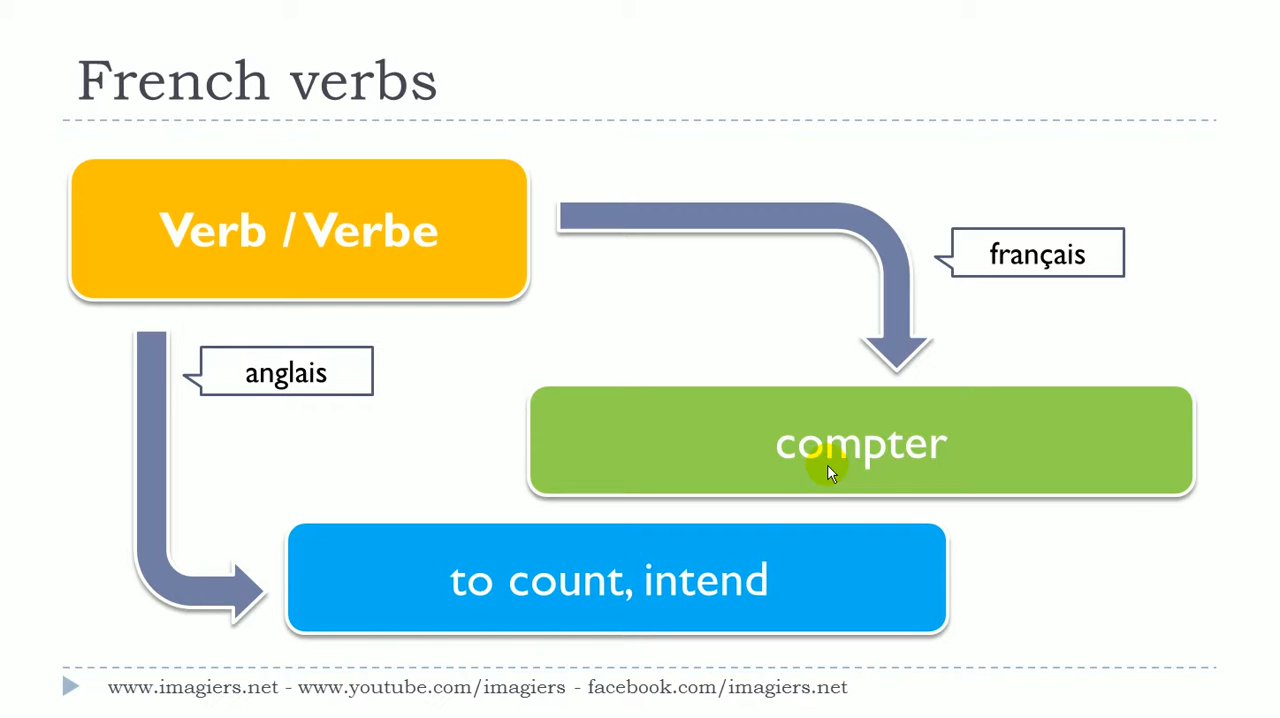 French verbs
Verb / Verbe
français
anglais
compter
to count, intend
www.imagiers.net - www.youtube.com/imagiers - facebook.com/imagiers.net